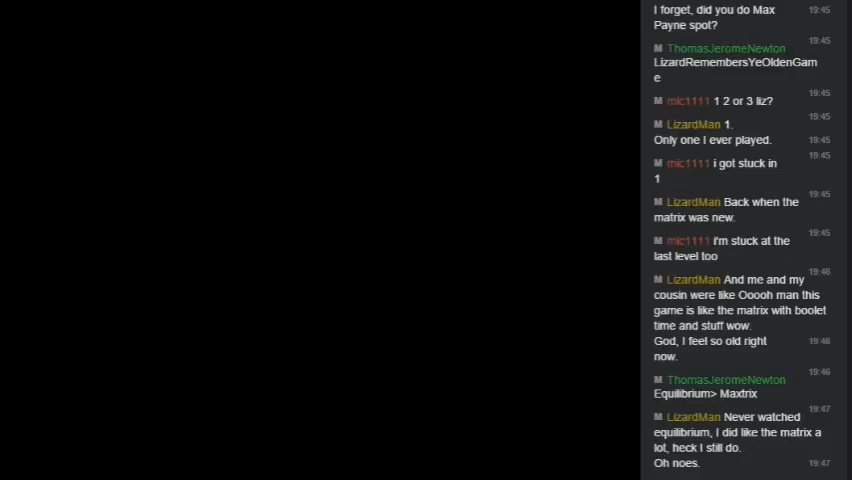 I forget, did you do Max 19:45
Payne spot?
19:45
M ThomasJeromeNewton
LizardRemembersYeOldenGam
e
19:45
M mic1111 1 2 or 3 liz?
19:45
M LizardMan 1.
Only one I ever played. 19:45
19:45
M mic1111 i got stuck in
1
19:45
M LizardMan Back when the
matrix was new.
19:45
M mic1111 i'm stuck at the
last level too
19:46
M LizardMan And me and my
cousin were like Ooooh man this
game is like the matrix with boolet
time and stuff wow.
God, I feel so old right 19:46
now.
19:46
M ThomasJeromeNewton
Equilibrium> Maxtrix
19:47
M LizardMan Never watched
equilibrium, I did like the matrix a
lot, heck I still do.
Oh noes. 19:47